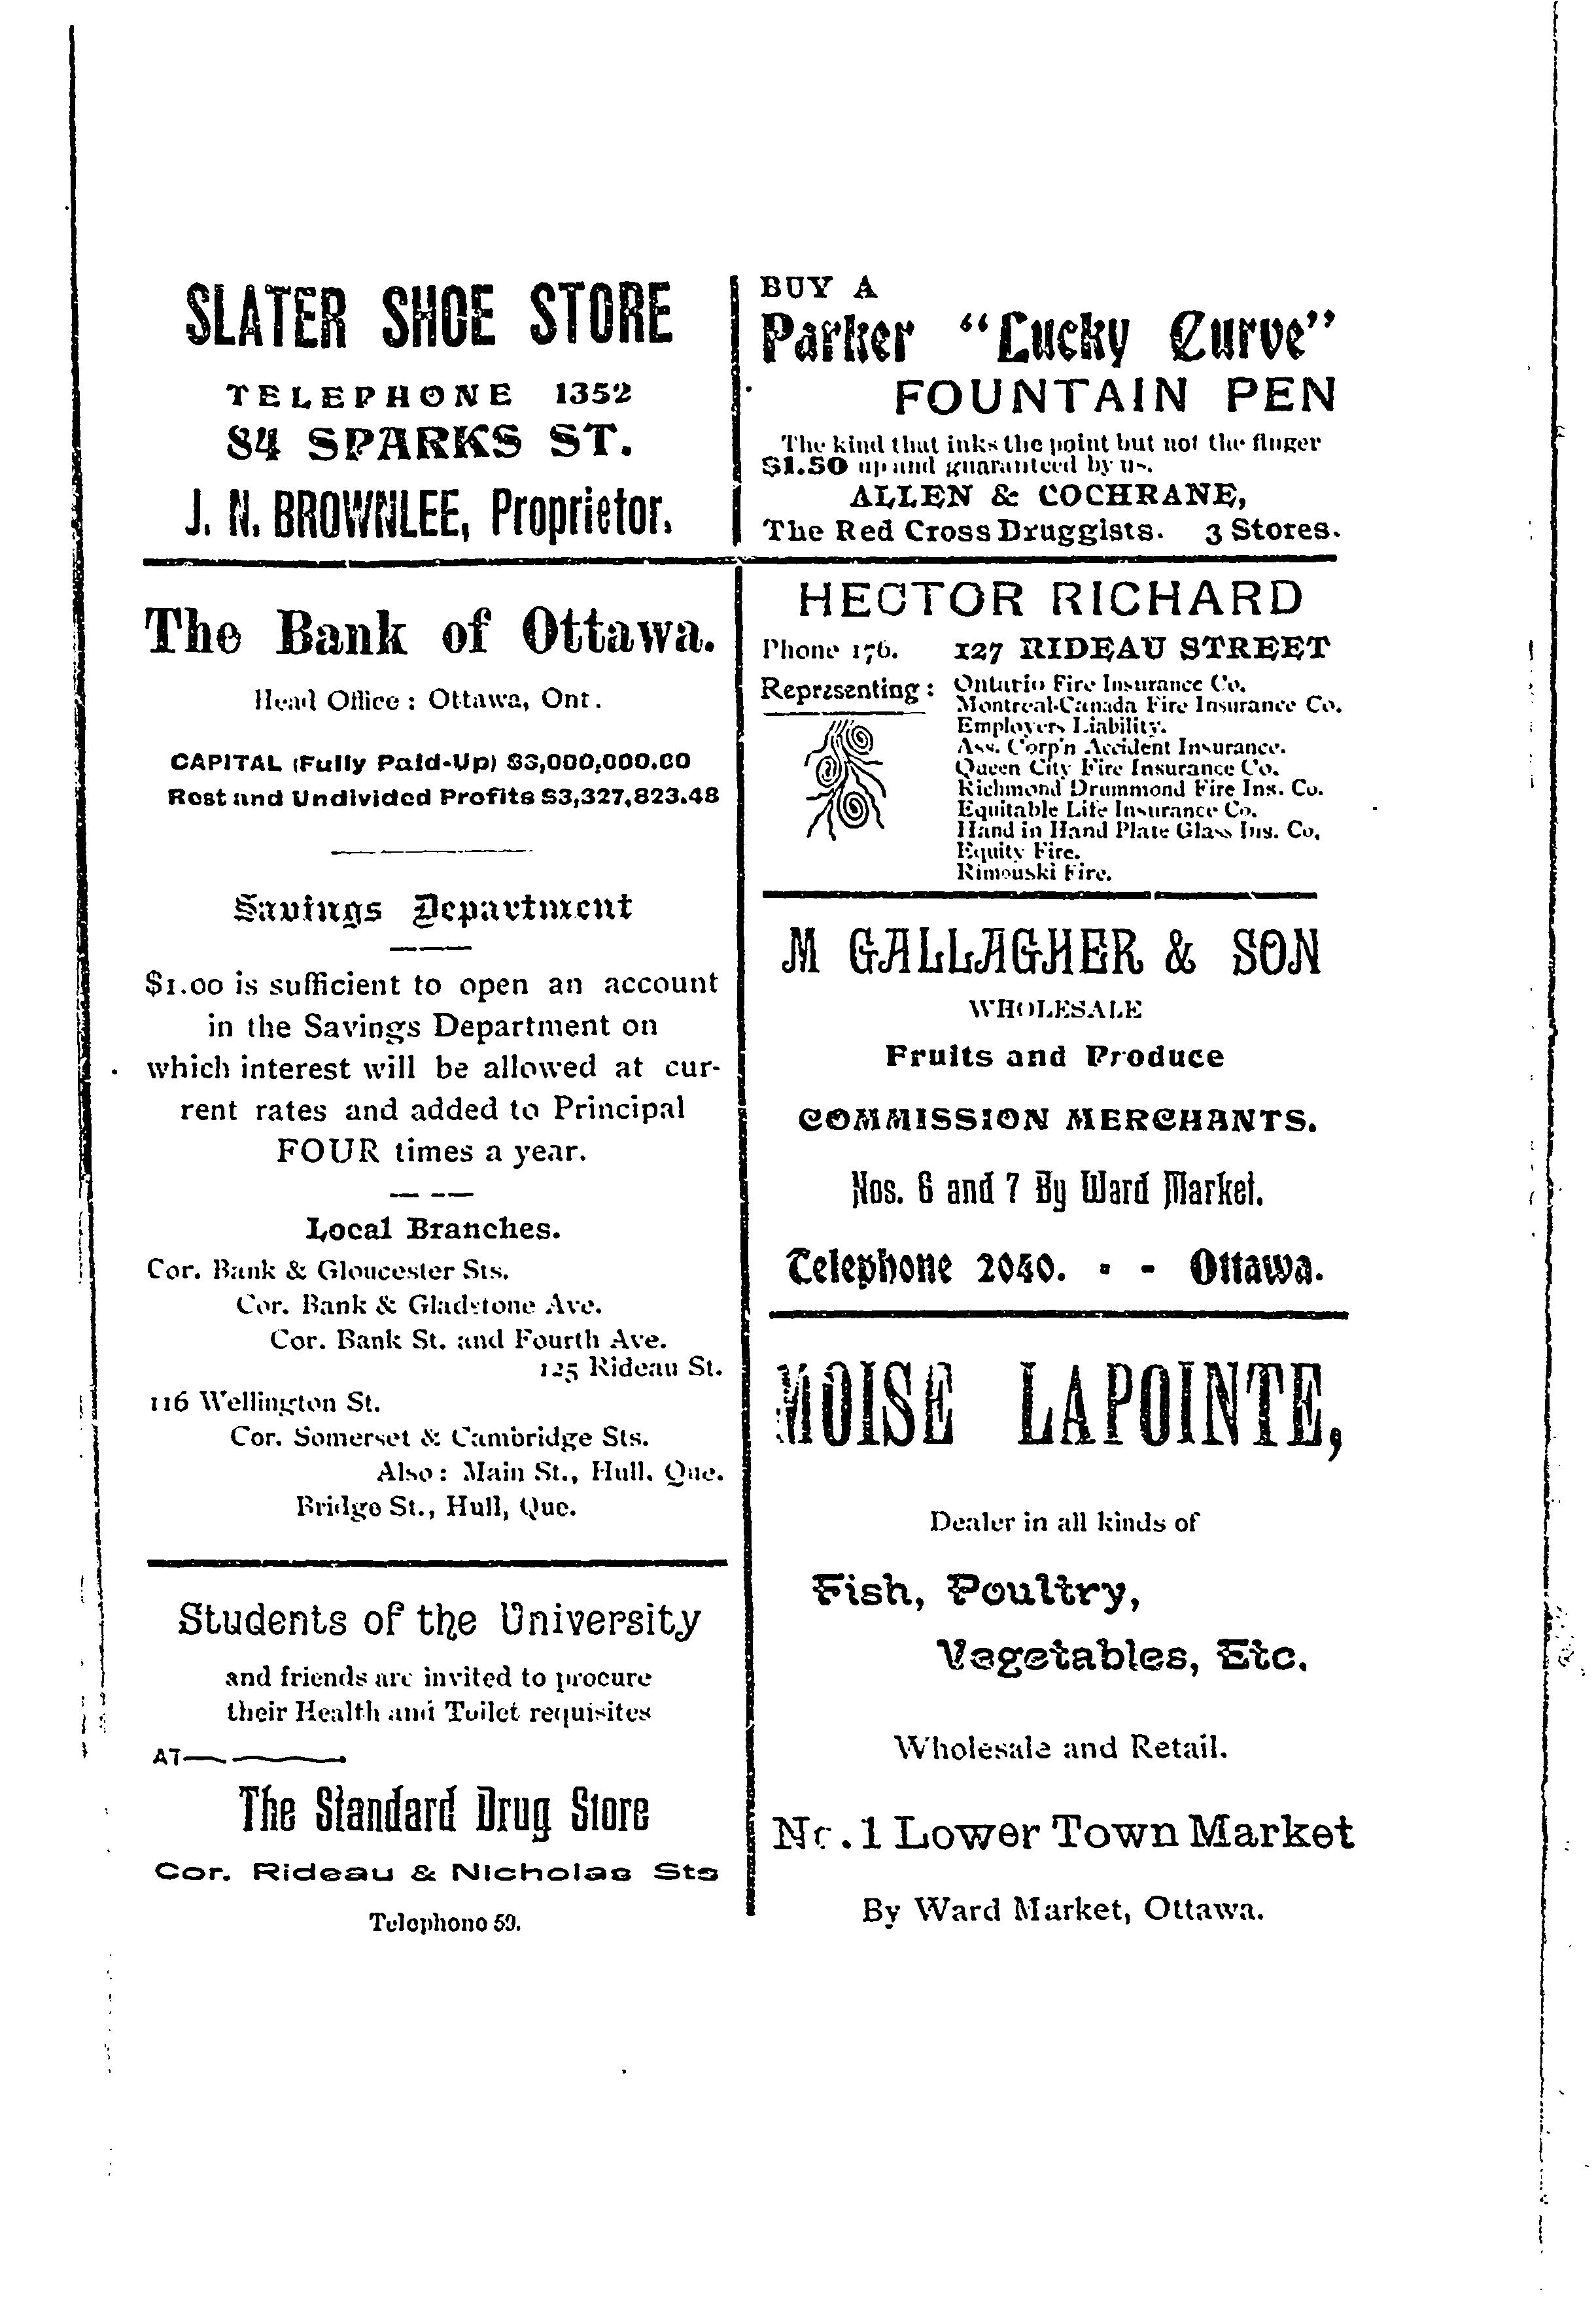 SLATER SHOE STORE
TELEPHONE 1352
84 SPARKS ST.
J. N. BROWNLEE, Proprietor.
BUY A
Parker "Lucky Curve"
FOUNTAIN PEN
The kind that inks the point but not the finger
$1.50 up and guaranteed by us.
ALLEN & COCHRANE,
The Red Cross Druggists. 3 Stores.
The Bank of Ottawa.
Head Office : Ottawa, Ont.
CAPITAL (Fully Paid-Up) $3,000,000.00
Rest and Undivided Profits $3,327,823.48
Savings Department
$1.00 is sufficient to open an account
in the Savings Department on
which interest will be allowed at cur-
rent rates and added to Principal
FOUR times a year.
Local Branches.
Cor. Bank & Gloucester Sts.
Cor. Bank & Gladstone Ave.
Cor. Bank St. and Fourth Ave.
125 Rideau St.
116 Wellington St.
Cor. Somerset & Cambridge Sts.
Also : Main St., Hull, Que.
Bridge St., Hull, Que.
Students of the University
and friends are invited to procure
their Health and Toilet requisites
AT
The Standard Drug Store
Cor. Rideau & Nicholas Sts
Telephone 59.
HECTOR RICHARD
Phone 176. 127 RIDEAU STREET
Representing : Ontario Fire Insurance Co.
Montreal-Canada Fire Insurance Co.
Employers Liability.
Ass. Corp'n Accident Insurance.
Queen City Fire Insurance Co.
Richmond Drummond Fire Ins. Co.
Equitable Life Insurance Co.
Hand in Hand Plate Glass Ins. Co.
Equity Fire.
Rimouski Fire.
M GALLAGHER & SON
WHOLESALE
Fruits and Produce
COMMISSION MERCHANTS.
Nos. 6 and 7 By Ward Market.
Telephone 2040. - - Ottawa.
MOISE LAPOINTE,
Dealer in all kinds of
Fish, Poultry,
Vegetables, Etc.
Wholesale and Retail.
No. 1 Lower Town Market
By Ward Market, Ottawa.